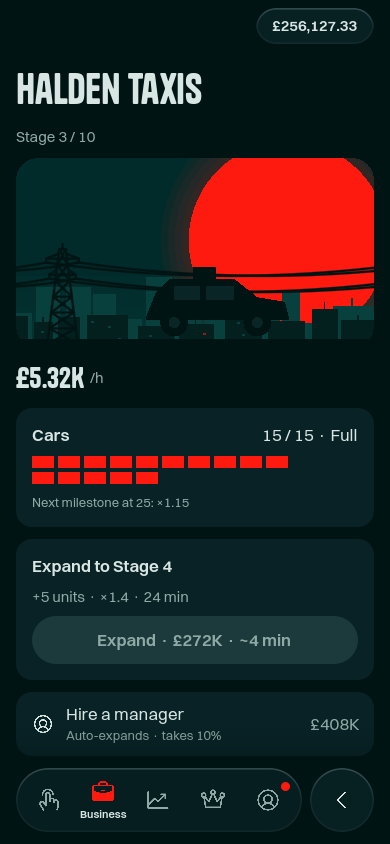 £256,127.33
HALDEN TAXIS
Stage 3 / 10
£5.32K /h
Cars 15 / 15 · Full
Next milestone at 25: ×1.15
Expand to Stage 4
+5 units · ×1.4 · 24 min
Expand · £272K · ~4 min
Hire a manager £408K
Auto-expands · takes 10%
Business